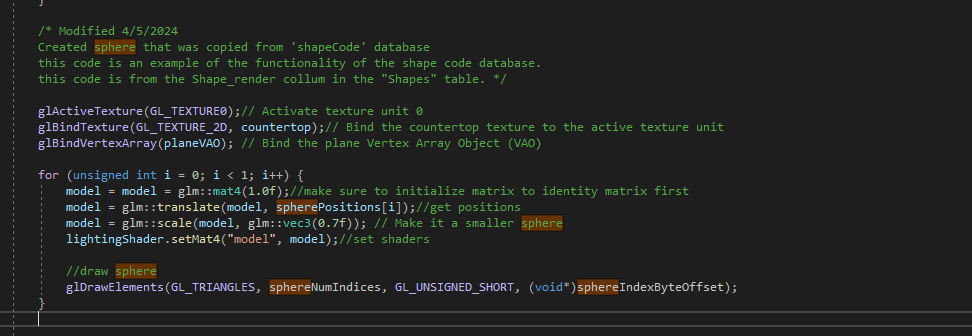 }
/* Modified 4/5/2024
Created sphere that was copied from 'shapeCode' database
this code is an example of the functionality of the shape code database.
this code is from the Shape_render collum in the "Shapes" table. */
glActiveTexture(GL_TEXTURE0);// Activate texture unit 0
glBindTexture(GL_TEXTURE_2D, countertop);// Bind the countertop texture to the active texture unit
glBindVertexArray(planeVAO); // Bind the plane Vertex Array Object (VAO)
for (unsigned int i = 0; i < 1; i++) {
model = model = glm::mat4(1.0f);//make sure to initialize matrix to identity matrix first
model = glm::translate(model, spherePositions[i]);//get positions
model = glm::scale(model, glm::vec3(0.7f)); // Make it a smaller sphere
lightingShader.setMat4("model", model);//set shaders
//draw sphere
glDrawElements(GL_TRIANGLES, sphereNumIndices, GL_UNSIGNED_SHORT, (void*)sphereIndexByteOffset);
}